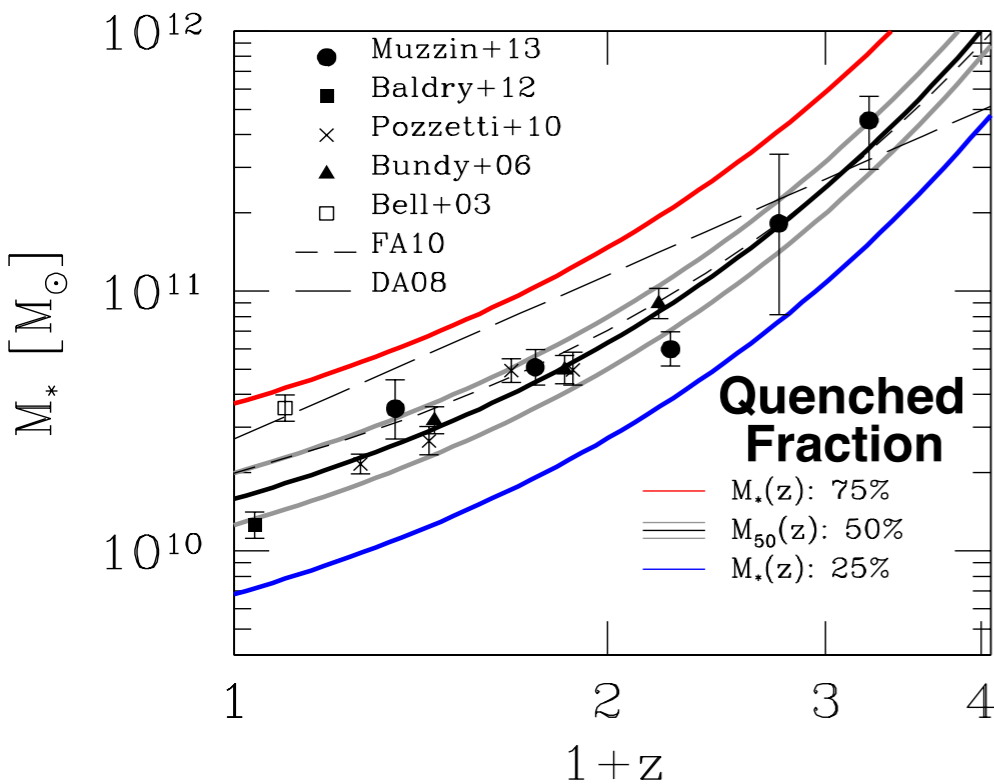 10¹²
10¹¹
10¹⁰
M* [M⊙]
Muzzin+13
Baldry+12
Pozzetti+10
Bundy+06
Bell+03
FA10
DA08
Quenched
Fraction
M*(z): 75%
M₅₀(z): 50%
M*(z): 25%
1
2
3
4
1+z